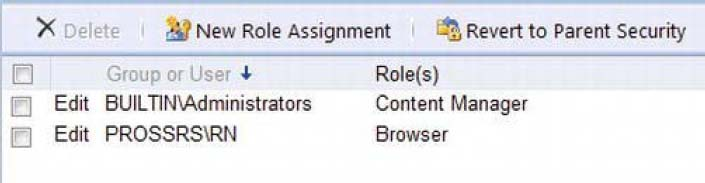 Delete New Role Assignment Revert to Parent Security
Group or User Role(s)
Edit BUILTIN\Administrators Content Manager
Edit PROSSRS\RN Browser